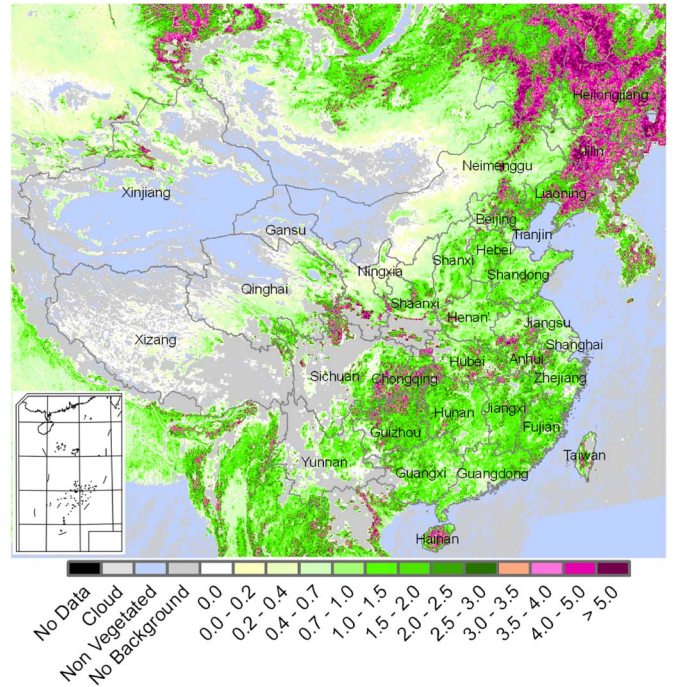 Heilongjiang
Jilin
Neimenggu
Liaoning
Xinjiang
Beijing
Gansu
Tianjin
Hebei
Shanxi
Ningxia
Shandong
Qinghai
Shaanxi
Henan
Jiangsu
Xizang
Shanghai
Hubei
Anhui
Sichuan
Chongqing
Zhejiang
Hunan
Jiangxi
Guizhou
Fujian
Yunnan
Taiwan
Guangxi
Guangdong
Hainan
No Data
Cloud
Non Vegetated
No Background
0.0
0.0 - 0.2
0.2 - 0.4
0.4 - 0.7
0.7 - 1.0
1.0 - 1.5
1.5 - 2.0
2.0 - 2.5
2.5 - 3.0
3.0 - 3.5
3.5 - 4.0
4.0 - 5.0
> 5.0